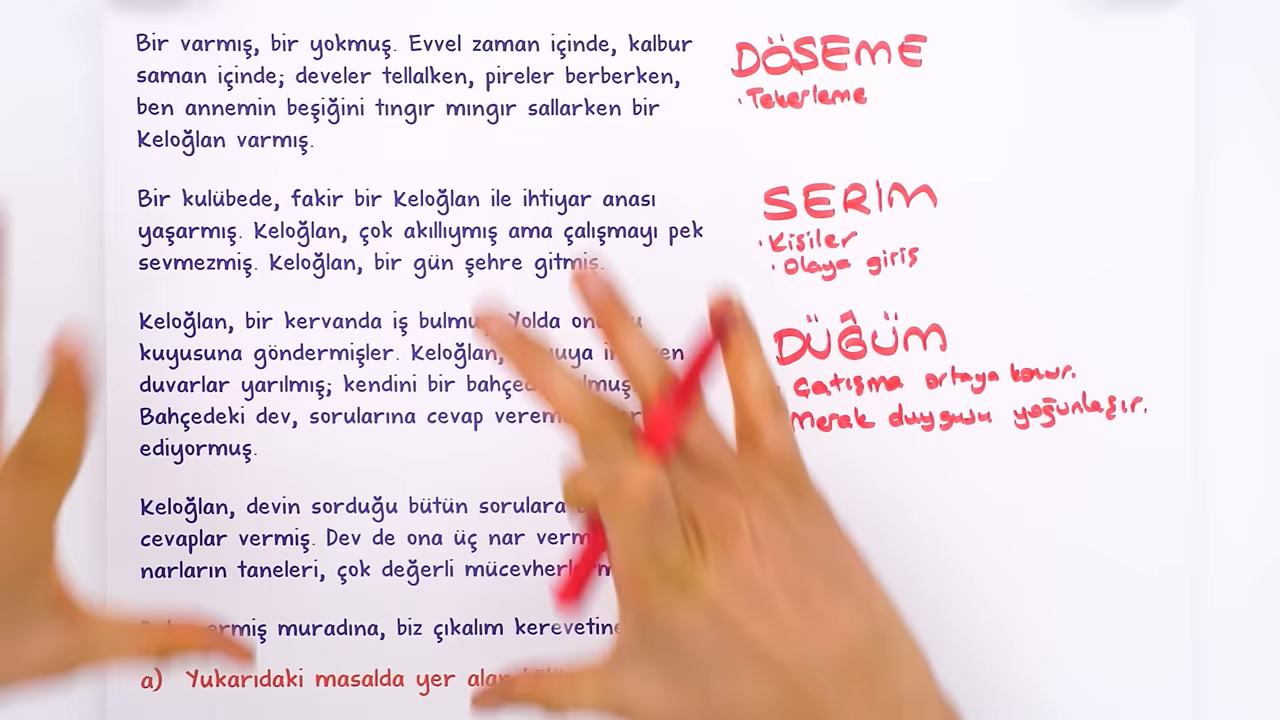 Bir varmış, bir yokmuş. Evvel zaman içinde, kalbur
saman içinde; develer tellalken, pireler berberken,
ben annemin beşiğini tıngır mıngır sallarken bir
Keloğlan varmış.
DÖŞEME
• Tekerleme
Bir kulübede, fakir bir Keloğlan ile ihtiyar anası
yaşarmış. Keloğlan, çok akıllıymış ama çalışmayı pek
sevmezmiş. Keloğlan, bir gün şehre gitmiş.
SERİM
• Kişiler
• Olaya giriş
Keloğlan, bir kervanda iş bulmuş. Yolda
kuyusuna göndermişler. Keloğlan,
duvarlar yarılmış; kendini bir bahçede
Bahçedeki dev, sorularına cevap
ediyormuş.
DÜĞÜM
Çatışma ortaya konur.
Merak duygusu yoğunlaşır.
Keloğlan, devin sorduğu bütün sorulara
cevaplar vermiş. Dev de ona üç nar
narların taneleri, çok değerli
muradına, biz çıkalım kerevetine
a) Yukarıdaki masalda yer alan